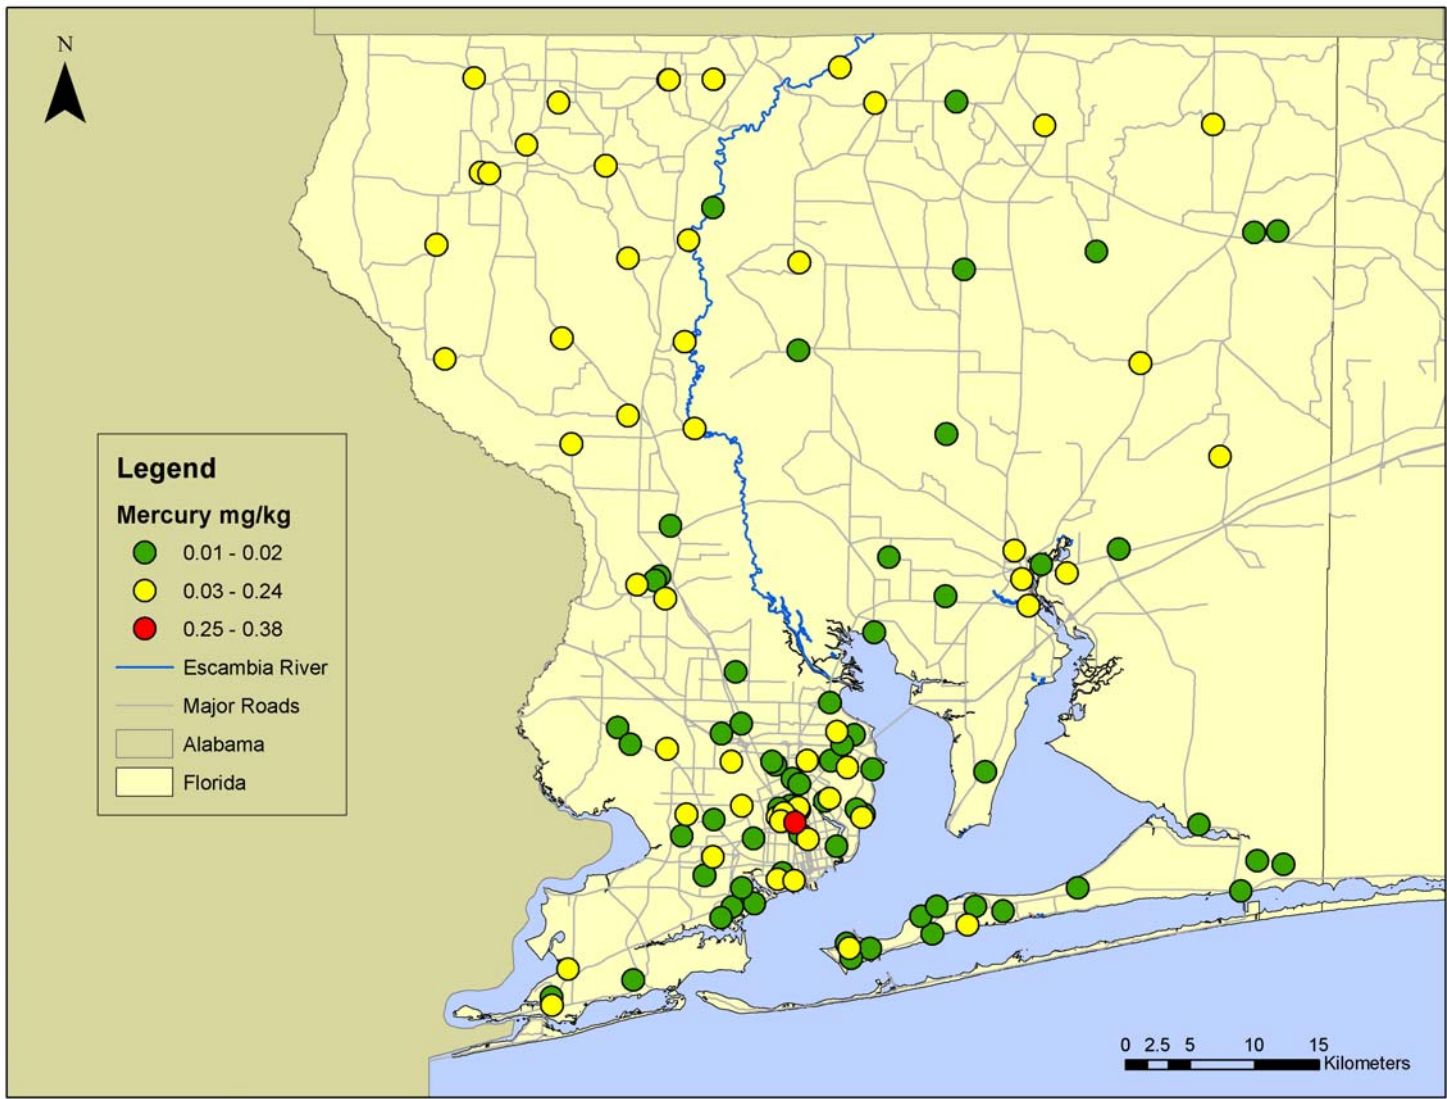 N
Legend
Mercury mg/kg
0.01 - 0.02
0.03 - 0.24
0.25 - 0.38
Escambia River
Major Roads
Alabama
Florida
0 2.5 5 10 15
Kilometers